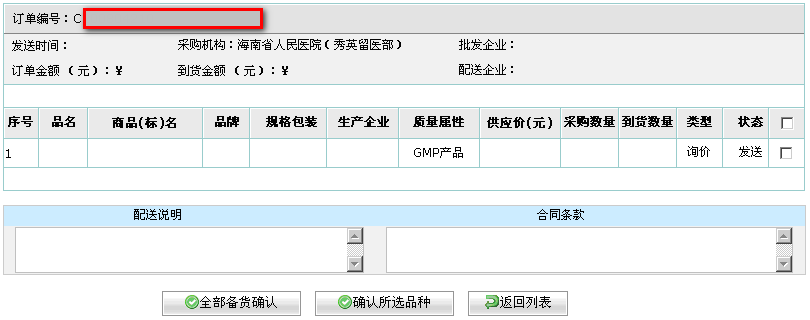 订单编号：C
发送时间： 采购机构：海南省人民医院（秀英留医部） 批发企业：
订单金额（元）：¥ 到货金额（元）：¥ 配送企业：
序号 品名 商品(标)名 品牌 规格包装 生产企业 质量属性 供应价(元) 采购数量 到货数量 类型 状态
1 GMP产品 询价 发送
配送说明 合同条款
全部备货确认 确认所选品种 返回列表